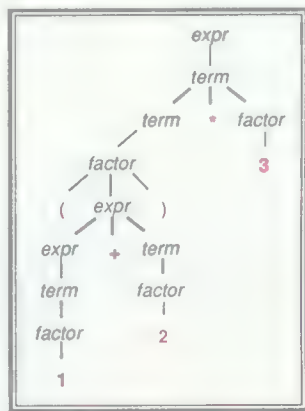 expr
term
term * factor
factor 3
( expr )
expr + term
term factor
factor 2
1